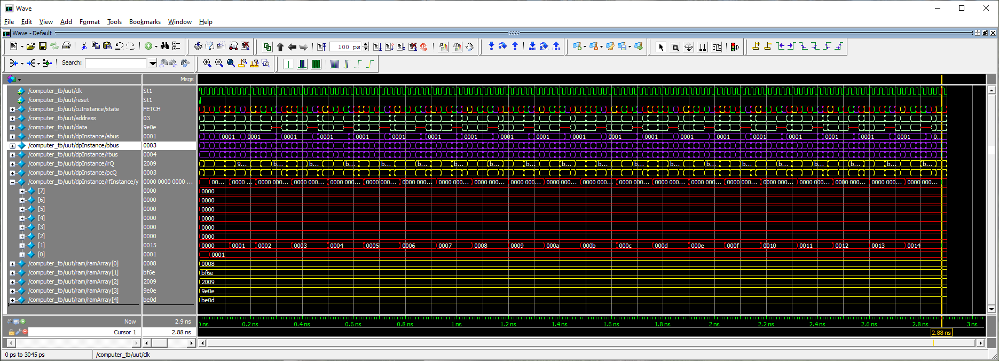 Wave
File Edit View Add Format Tools Bookmarks Window Help
Wave - Default
100 ps
Search:
Msgs
/computer_tb/uut/clk St1
/computer_tb/uut/reset St1
/computer_tb/uut/cuInstance/state FETCH
/computer_tb/uut/address 03
/computer_tb/uut/data 9e0e
/computer_tb/uut/dpInstance/abus 0001 0001 0001 0001 0001 0001 0001 0001 0001 0001 0001 0001 0001 0001 0001 0001 0001 0001 0001 0001 0001 0...
/computer_tb/uut/dpInstance/bbus 0003
/computer_tb/uut/dpInstance/rbus 0004
/computer_tb/uut/dpInstance/irQ 2009 9... b... b... b... b... b... b... b... b... b... b... b... b... b... b... b... b... b... b... b...
/computer_tb/uut/dpInstance/pcQ 0003
/computer_tb/uut/dpInstance/rfInstance/y 0000 0000 0000 ... 00... 0000 000... 0000 000... 0000 000... 0000 000... 0000 000... 0000 000... 0000 000... 0000 000... 0000 000... 0000 000... 0000 000... 0000 000... 0000 000... 0000 000... 0000 000... 0000 000... 0000 000... 0000 000... 0000 000... 0000 000...
[7] 0000 0000
[6] 0000 0000
[5] 0000 0000
[4] 0000 0000
[3] 0000 0000
[2] 0000 0000
[1] 0015 0000 0001 0002 0003 0004 0005 0006 0007 0008 0009 000a 000b 000c 000d 000e 000f 0010 0011 0012 0013 0014
[0] 0001 0001
/computer_tb/uut/ram/ramArray[0] 0008 0008
/computer_tb/uut/ram/ramArray[1] bf6e bf6e
/computer_tb/uut/ram/ramArray[2] 2009 2009
/computer_tb/uut/ram/ramArray[3] 9e0e 9e0e
/computer_tb/uut/ram/ramArray[4] be0d be0d
Now 2.9 ns ns 0.2 ns 0.4 ns 0.6 ns 0.8 ns 1 ns 1.2 ns 1.4 ns 1.6 ns 1.8 ns 2 ns 2.2 ns 2.4 ns 2.6 ns 2.8 ns 3 ns
Cursor 1 2.88 ns 2.88 ns
0 ps to 3045 ps /computer_tb/uut/clk